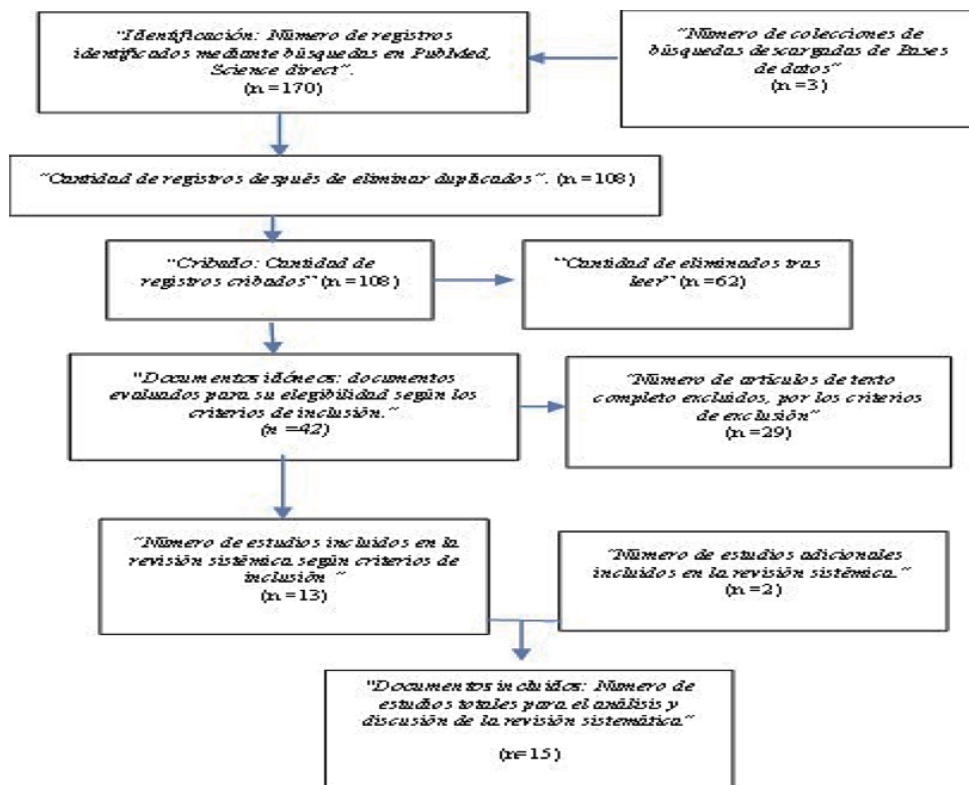 "Identificación: Número de registros
identificados mediante búsquedas en PubMed,
Science direct".
(n =170)
"Número de colecciones de
búsquedas descargadas de Bases
de datos"
(n =3)
"Cantidad de registros después de eliminar duplicados". (n =108)
"Cribado: Cantidad de
registros cribados" (n =108)
"Cantidad de eliminados tras
leer" (n =62)
"Documentos idóneos: documentos
evaluados para su elegibilidad según los
criterios de inclusión."
(n =42)
"Número de artículos de texto
completo excluidos, por los criterios
de exclusión"
(n =29)
"Número de estudios incluidos en la
revisión sistémica según criterios de
inclusión "
(n =13)
"Número de estudios adicionales
incluidos en la revisión sistémica."
(n =2)
"Documentos incluidos: Numero de
estudios totales para el análisis y
discusión de la revisión sistemática"
(n=15)